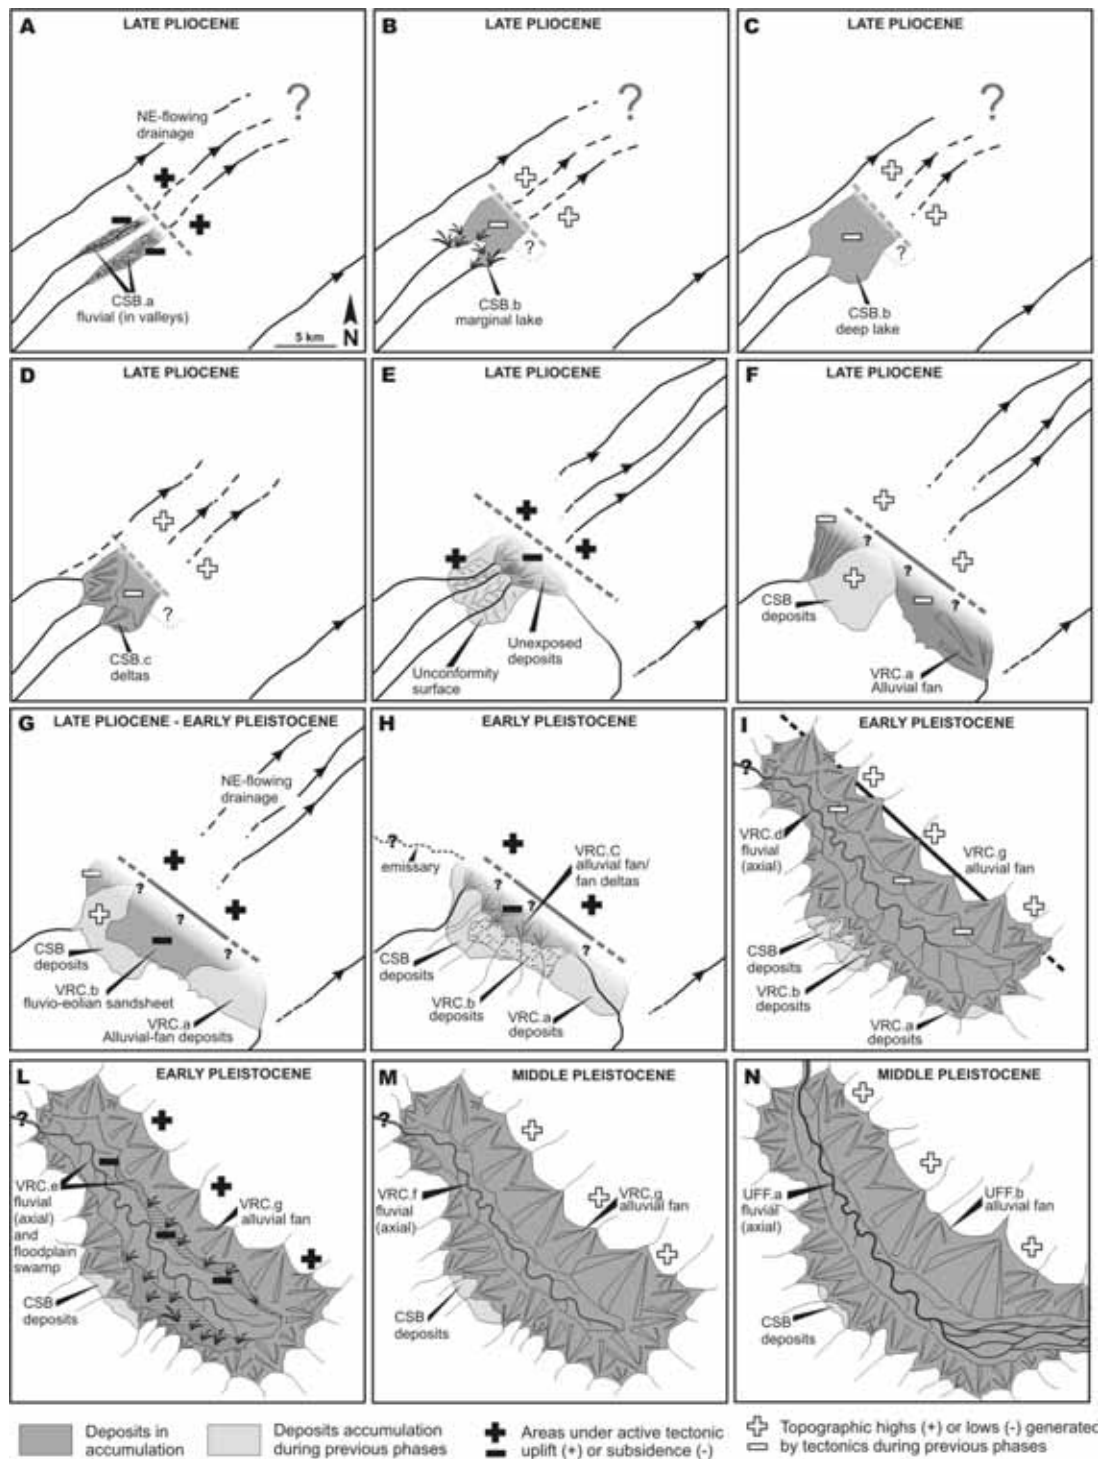 A LATE PLIOCENE
NE-flowing
drainage
?
CSB.a
fluvial (in valleys)
5 km
N
B LATE PLIOCENE
?
?
CSB.b
marginal lake
C LATE PLIOCENE
?
?
CSB.b
deep lake
D LATE PLIOCENE
?
CSB.c
deltas
E LATE PLIOCENE
Unexposed
deposits
Unconformity
surface
F LATE PLIOCENE
?
?
?
CSB
deposits
VRC.a
Alluvial fan
G LATE PLIOCENE - EARLY PLEISTOCENE
NE-flowing
drainage
?
?
?
CSB
deposits
VRC.b
fluvio-eolian sandsheet
VRC.a
Alluvial-fan deposits
H EARLY PLEISTOCENE
?
emissary
VRC.C
alluvial fan/
fan deltas
?
?
?
CSB
deposits
VRC.b
deposits
VRC.a
deposits
I EARLY PLEISTOCENE
?
VRC.d
fluvial
(axial)
VRC.g
alluvial fan
CSB
deposits
VRC.b
deposits
VRC.a
deposits
L EARLY PLEISTOCENE
?
VRC.e
fluvial
(axial)
and
floodplain
swamp
VRC.g
alluvial fan
CSB
deposits
M MIDDLE PLEISTOCENE
?
VRC.f
fluvial
(axial)
VRC.g
alluvial fan
CSB
deposits
N MIDDLE PLEISTOCENE
UFF.a
fluvial
(axial)
UFF.b
alluvial fan
CSB
deposits
Deposits in
accumulation
Deposits accumulation
during previous phases
Areas under active tectonic
uplift (+) or subsidence (-)
Topographic highs (+) or lows (-) generated
by tectonics during previous phases